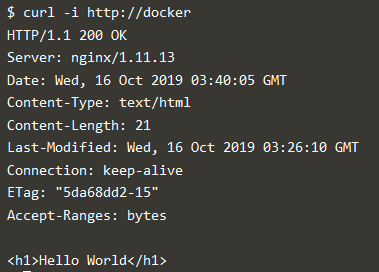 $ curl -i http://docker
HTTP/1.1 200 OK
Server: nginx/1.11.13
Date: Wed, 16 Oct 2019 03:40:05 GMT
Content-Type: text/html
Content-Length: 21
Last-Modified: Wed, 16 Oct 2019 03:26:10 GMT
Connection: keep-alive
ETag: "5da68dd2-15"
Accept-Ranges: bytes

<h1>Hello World</h1>